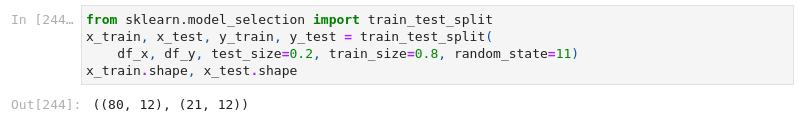 In [244…
from sklearn.model_selection import train_test_split
x_train, x_test, y_train, y_test = train_test_split(
    df_x, df_y, test_size=0.2, train_size=0.8, random_state=11)
x_train.shape, x_test.shape
Out[244]: ((80, 12), (21, 12))